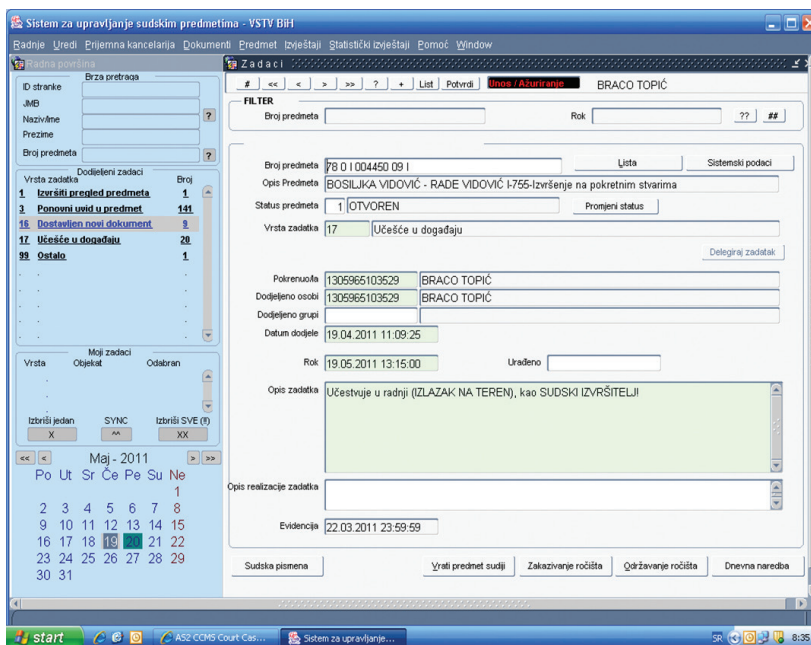 Sistem za upravljanje sudskim predmetima - VSTV BiH
Radnje Uredi Prijemna kancelarija Dokumenti Predmet Izvještaji Statistički izvještaji Pomoć Window
Radna površina
Brza pretraga
ID stranke
JMB
Naziv/Ime ?
Prezime
Broj predmeta ?
Dodijeljeni zadaci
Vrsta zadatka Broj
1 Izvršiti pregled predmeta 1
3 Ponovni uvid u predmet 141
16 Dostavljen novi dokument 9
17 Učešće u događaju 20
99 Ostalo 1
Moji zadaci
Vrsta Objekat Odabran
Izbriši jedan SYNC Izbriši SVE (!!)
X ^^ XX
<< < Maj - 2011 > >>
Po Ut Sr Če Pe Su Ne
1
2 3 4 5 6 7 8
9 10 11 12 13 14 15
16 17 18 19 20 21 22
23 24 25 26 27 28 29
30 31
Zadaci
# << < > >> ? + List Potvrdi Unos / Ažuriranje BRACO TOPIĆ
FILTER
Broj predmeta Rok ?? ##
Broj predmeta 78 0 I 004450 09 I Lista Sistemski podaci
Opis Predmeta BOSILJKA VIDOVIĆ - RADE VIDOVIĆ I-755-Izvršenje na pokretnim stvarima
Status predmeta 1 OTVOREN Promjeni status
Vrsta zadatka 17 Učešće u događaju
Delegiraj zadatak
Pokrenuo/la 1305965103529 BRACO TOPIĆ
Dodjeljeno osobi 1305965103529 BRACO TOPIĆ
Dodjeljeno grupi
Datum dodjele 19.04.2011 11:09:25
Rok 19.05.2011 13:15:00 Urađeno
Opis zadatka Učestvuje u radnji (IZLAZAK NA TEREN), kao SUDSKI IZVRŠITELJ!
Opis realizacije zadatka
Evidencija 22.03.2011 23:59:59
Sudska pismena Vrati predmet sudiji Zakazivanje ročišta Održavanje ročišta Dnevna naredba
start AS2 CCMS Court Cas... Sistem za upravljanje... SR 8:35